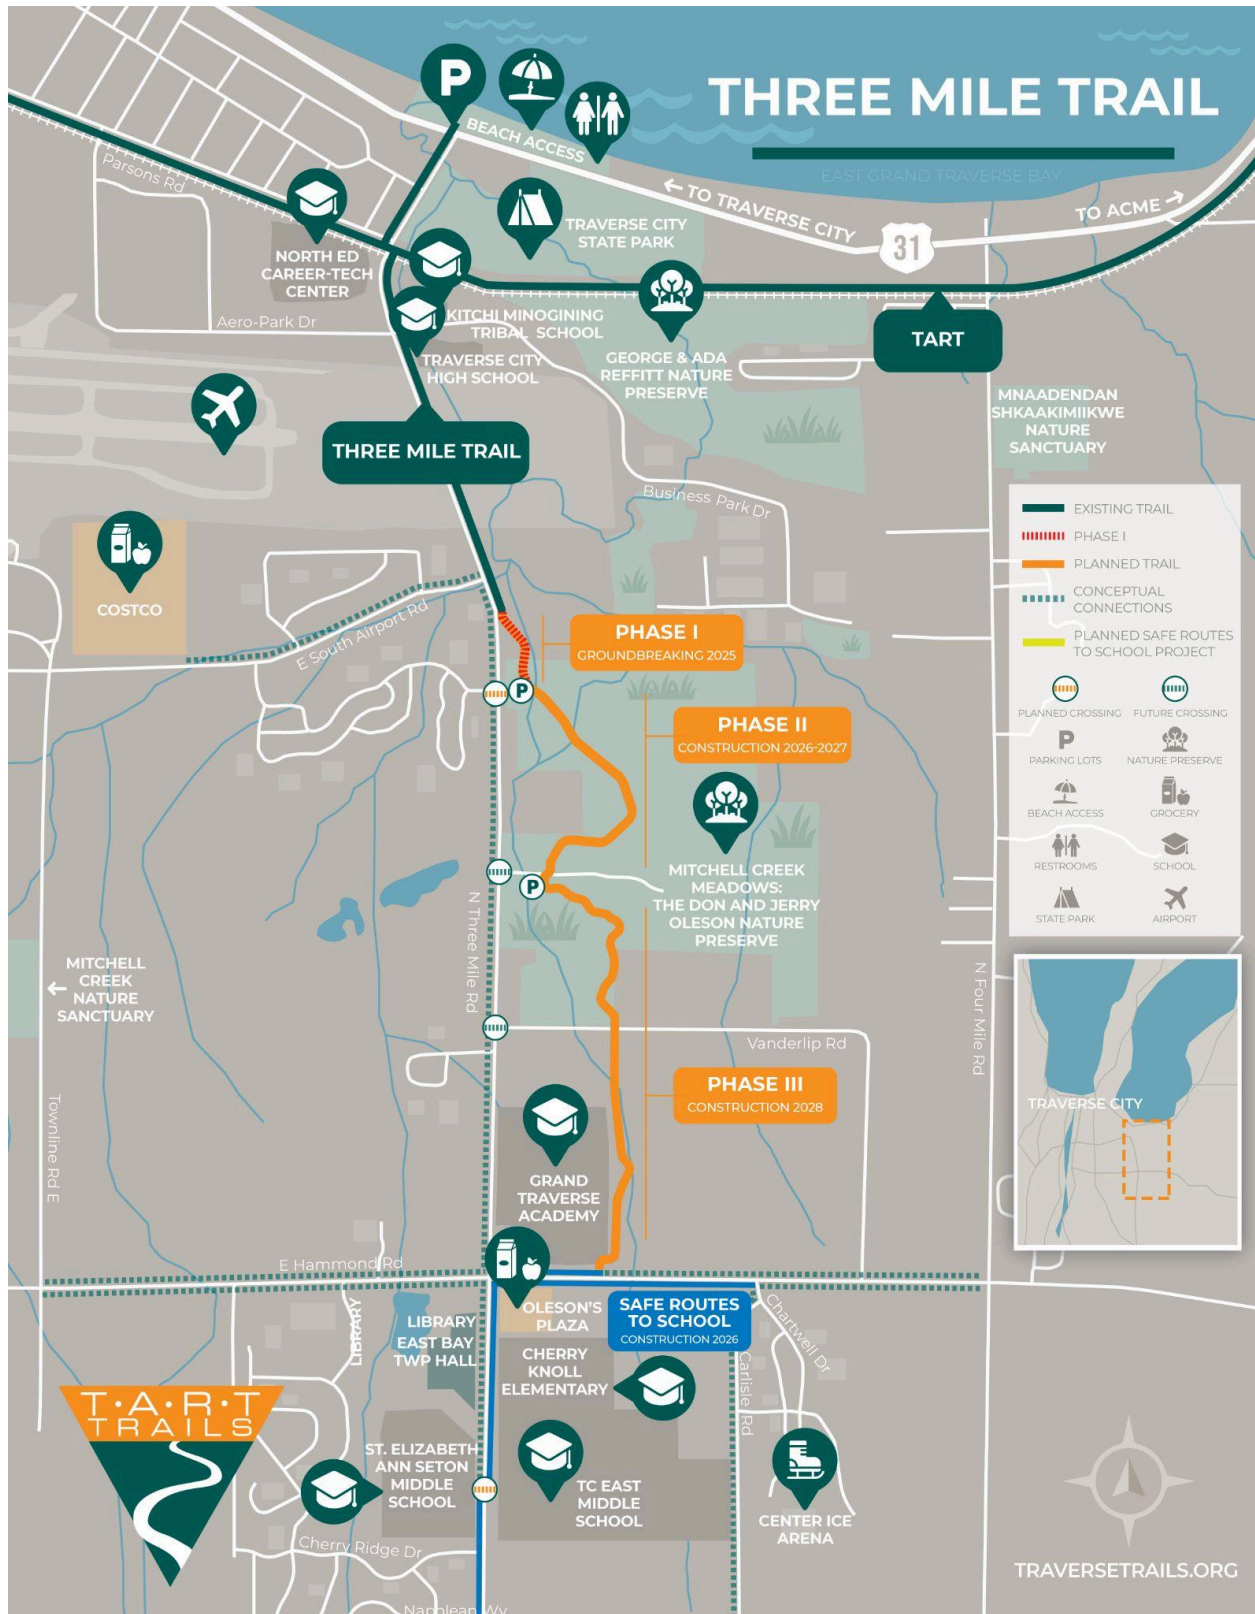 THREE MILE TRAIL
EAST GRAND TRAVERSE BAY
P
BEACH ACCESS
← TO TRAVERSE CITY
31
TO ACME →
Parsons Rd
NORTH ED
CAREER-TECH
CENTER
TRAVERSE CITY
STATE PARK
KITCHI MINOGINING
TRIBAL SCHOOL
Aero-Park Dr
TRAVERSE CITY
HIGH SCHOOL
GEORGE & ADA
REFFITT NATURE
PRESERVE
TART
MNAADENDAN
SHKAAKIMIIKWE
NATURE
SANCTUARY
THREE MILE TRAIL
Business Park Dr
COSTCO
E South Airport Rd
EXISTING TRAIL
PHASE I
PLANNED TRAIL
CONCEPTUAL
CONNECTIONS
PLANNED SAFE ROUTES
TO SCHOOL PROJECT
PLANNED CROSSING
FUTURE CROSSING
P
PARKING LOTS
NATURE PRESERVE
BEACH ACCESS
GROCERY
RESTROOMS
SCHOOL
STATE PARK
AIRPORT
PHASE I
GROUNDBREAKING 2025
P
PHASE II
CONSTRUCTION 2026-2027
MITCHELL CREEK
MEADOWS:
THE DON AND JERRY
OLESON NATURE
PRESERVE
P
N Three Mile Rd
← MITCHELL
CREEK
NATURE
SANCTUARY
N Four Mile Rd
Vanderlip Rd
PHASE III
CONSTRUCTION 2028
Townline Rd E
GRAND
TRAVERSE
ACADEMY
TRAVERSE CITY
E Hammond Rd
OLESON'S
PLAZA
SAFE ROUTES
TO SCHOOL
CONSTRUCTION 2026
LIBRARY
LIBRARY
EAST BAY
TWP HALL
CHERRY
KNOLL
ELEMENTARY
Chartwell Dr
Carlisle Rd
T·A·R·T
TRAILS
ST. ELIZABETH
ANN SETON
MIDDLE
SCHOOL
TC EAST
MIDDLE
SCHOOL
CENTER ICE
ARENA
Cherry Ridge Dr
Napolean Wy
TRAVERSETRAILS.ORG